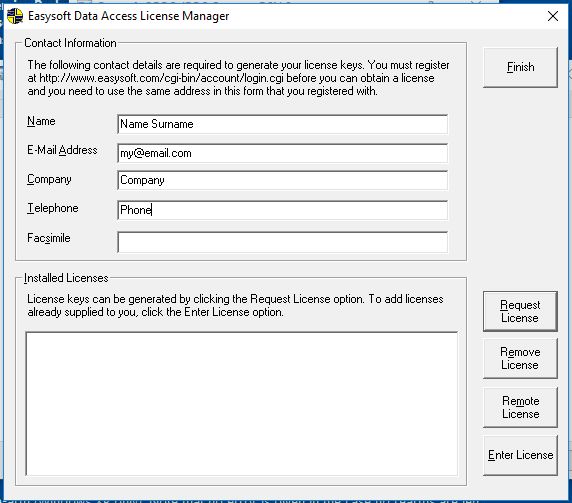 Easysoft Data Access License Manager
Contact Information
The following contact details are required to generate your license keys. You must register
at http://www.easysoft.com/cgi-bin/account/login.cgi before you can obtain a license
and you need to use the same address in this form that you registered with.
Finish
Name
Name Surname
E-Mail Address
my@email.com
Company
Company
Telephone
Phone
Facsimile
Installed Licenses
License keys can be generated by clicking the Request License option. To add licenses
already supplied to you, click the Enter License option.
Request
License
Remove
License
Remote
License
Enter License